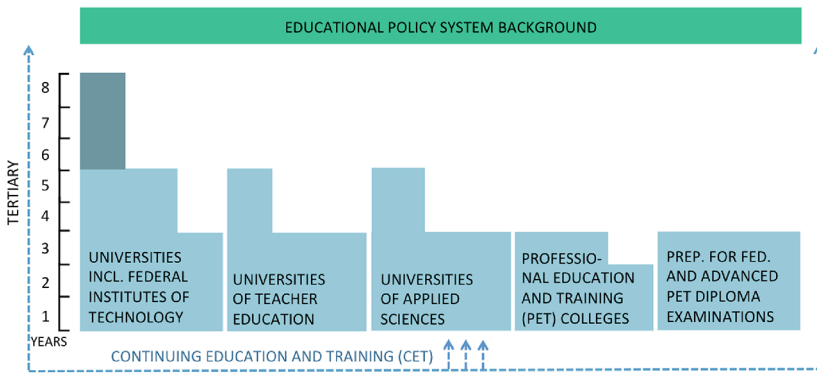 EDUCATIONAL POLICY SYSTEM BACKGROUND
TERTIARY
8
7
6
5
4
3
2
1
YEARS
UNIVERSITIES
INCL. FEDERAL
INSTITUTES OF
TECHNOLOGY
UNIVERSITIES
OF TEACHER
EDUCATION
UNIVERSITIES
OF APPLIED
SCIENCES
PROFESSIO-
NAL EDUCATION
AND TRAINING
(PET) COLLEGES
PREP. FOR FED.
AND ADVANCED
PET DIPLOMA
EXAMINATIONS
CONTINUING EDUCATION AND TRAINING (CET)